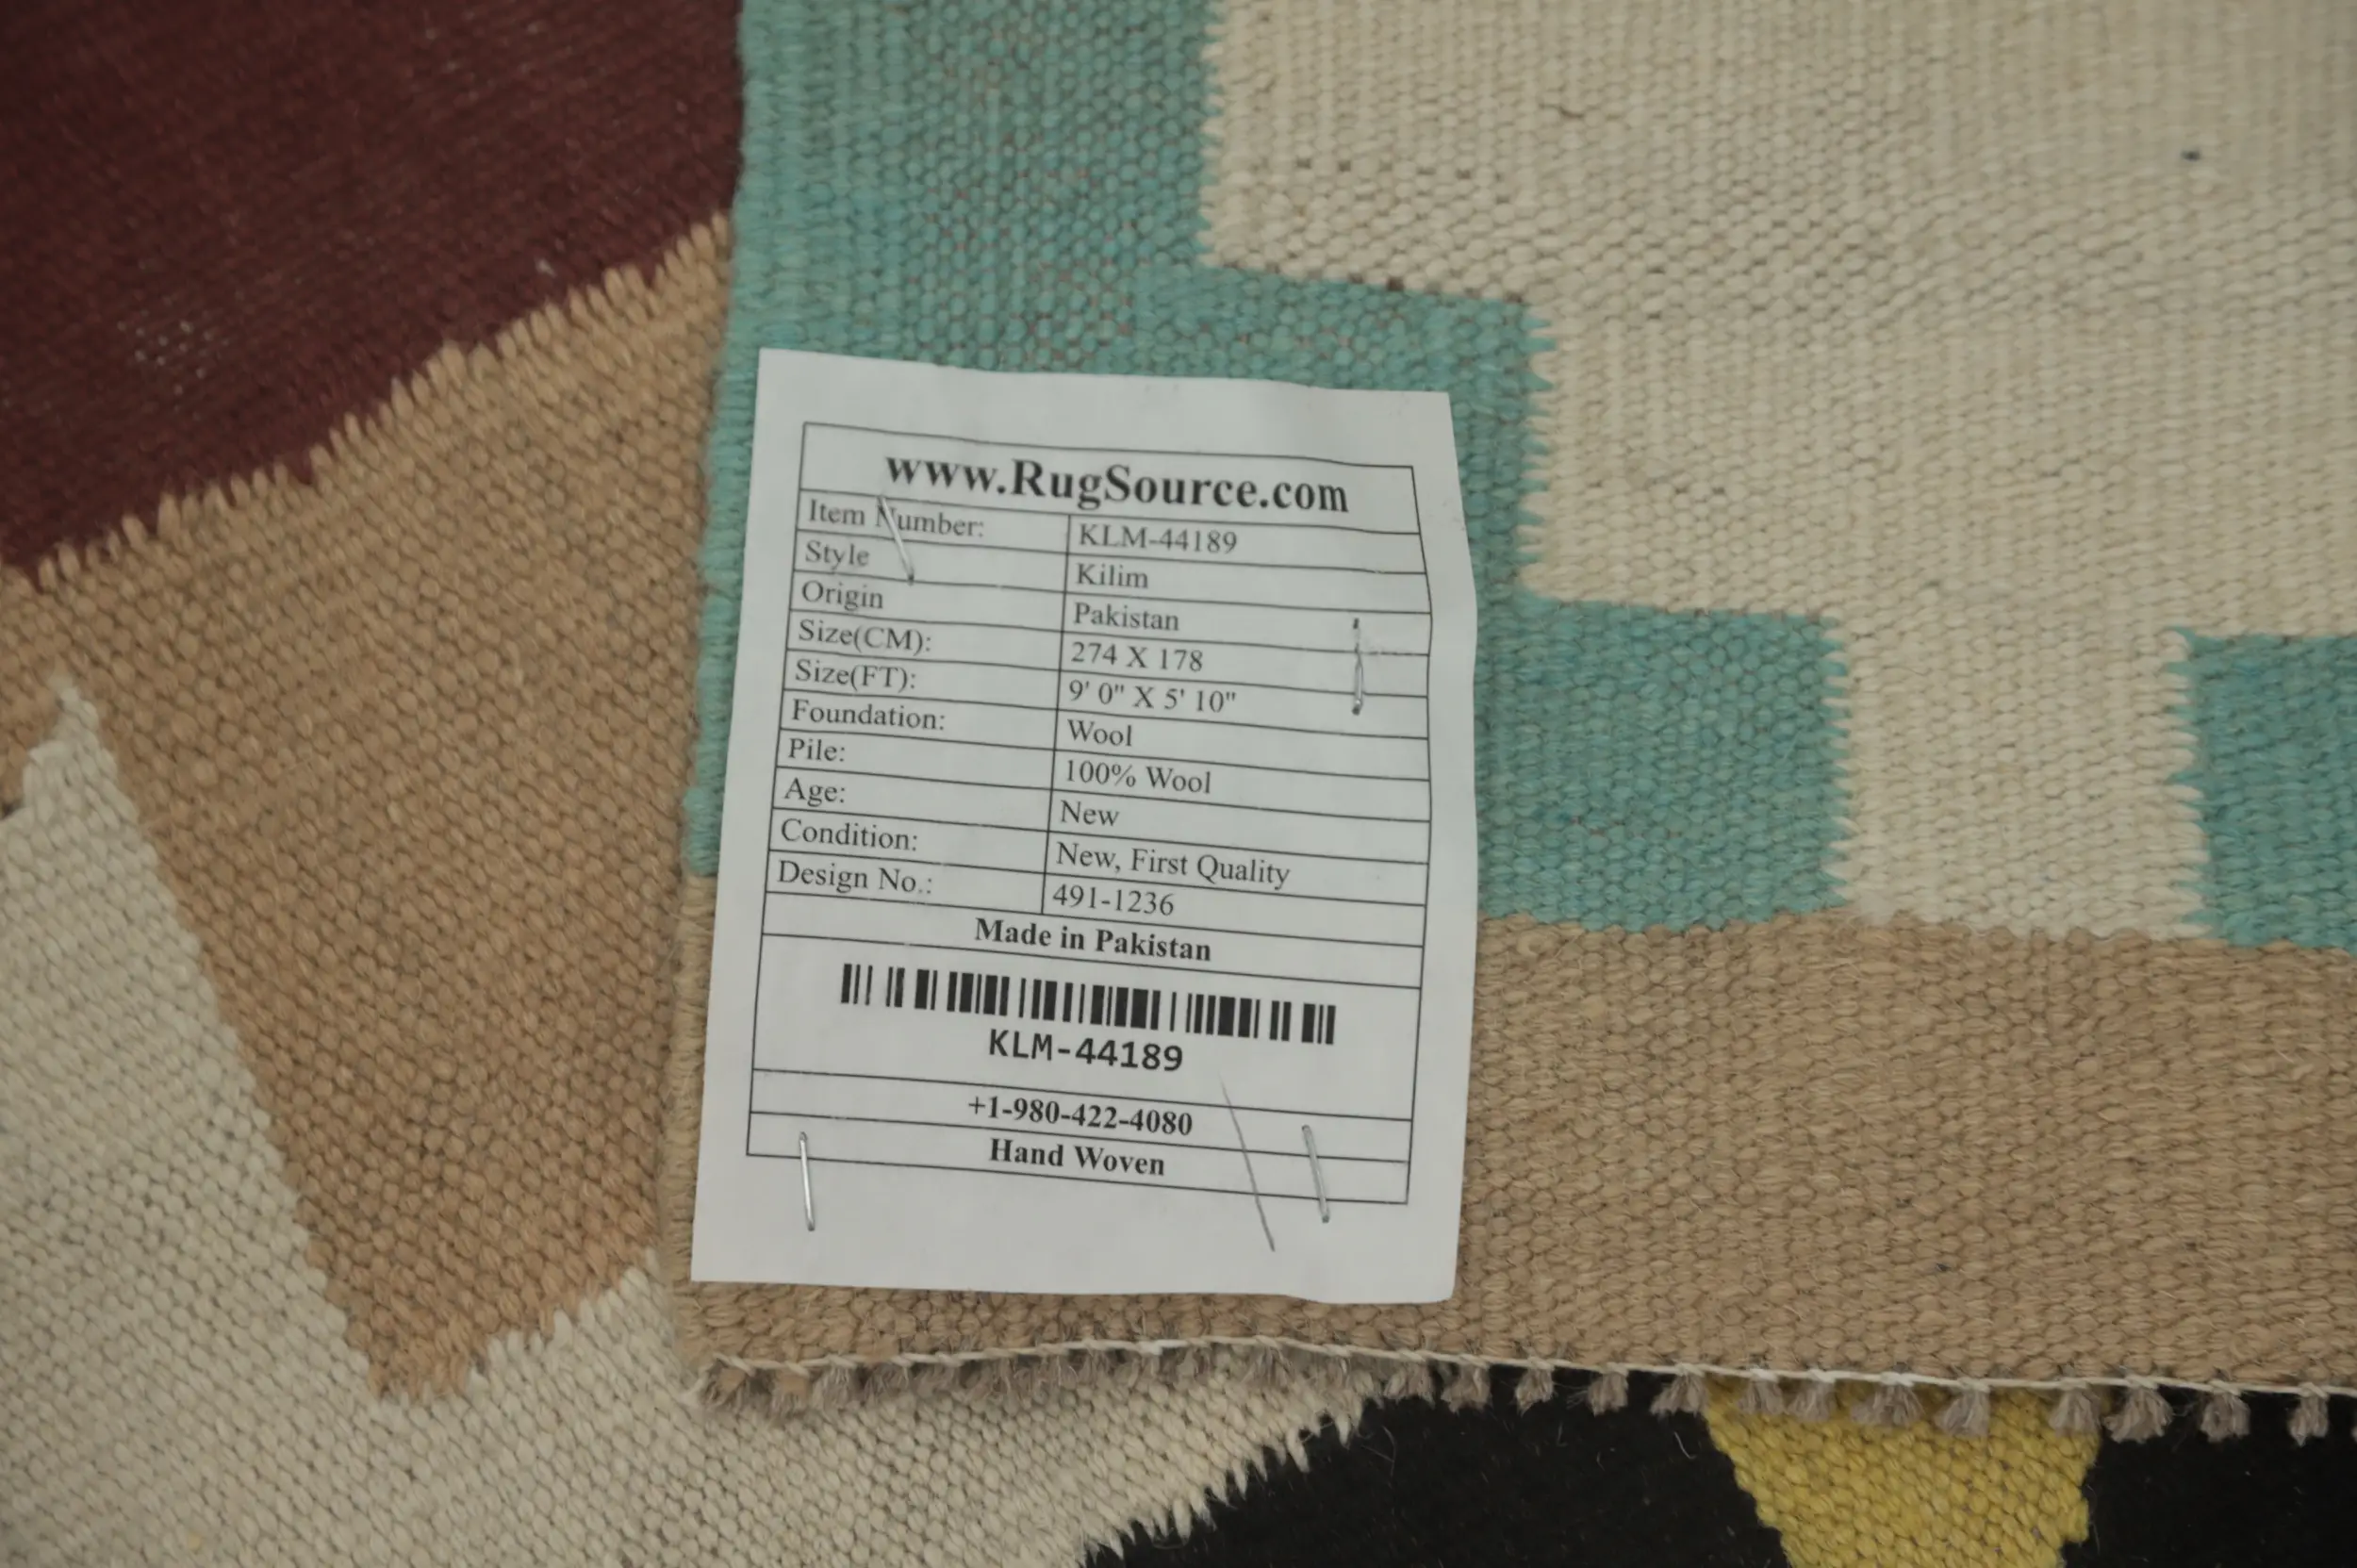 www.RugSource.com
Item Number: KLM-44189
Style Kilim
Origin Pakistan
Size(CM): 274 X 178
Size(FT): 9' 0" X 5' 10"
Foundation: Wool
Pile: 100% Wool
Age: New
Condition: New, First Quality
Design No.: 491-1236
Made in Pakistan
KLM-44189
+1-980-422-4080
Hand Woven